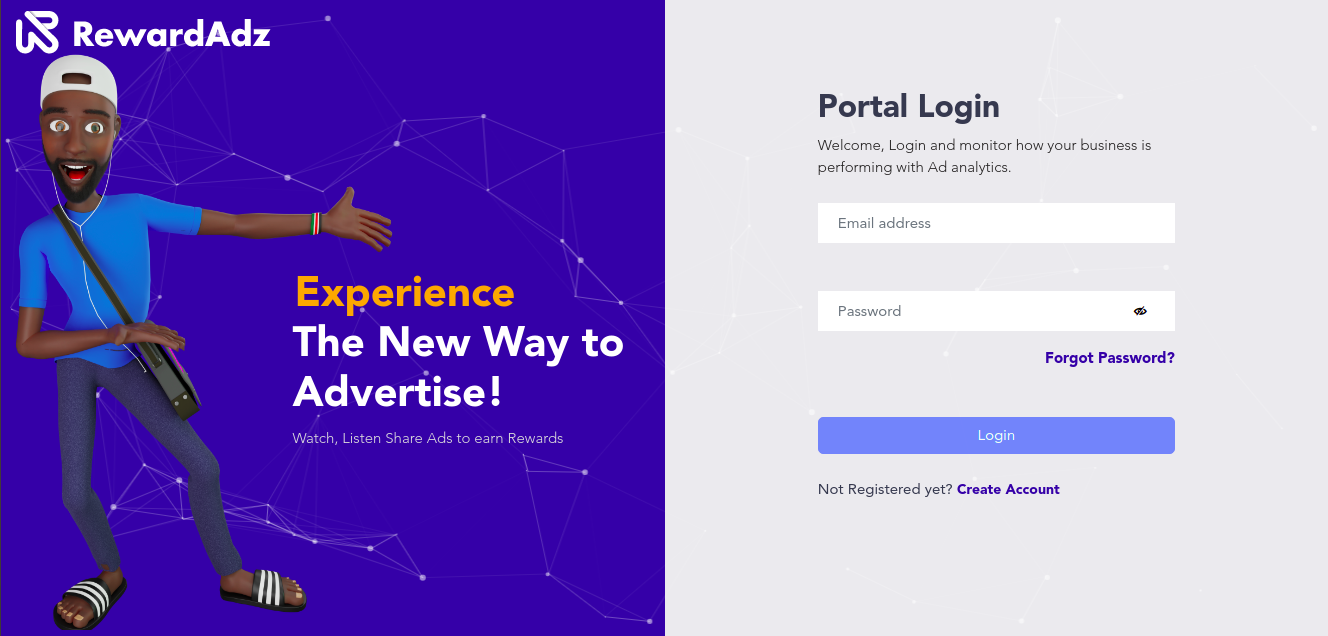 RewardAdz
Experience
The New Way to
Advertise!
Watch, Listen Share Ads to earn Rewards
Portal Login
Welcome, Login and monitor how your business is
performing with Ad analytics.
Email address
Password
Forgot Password?
Login
Not Registered yet? Create Account